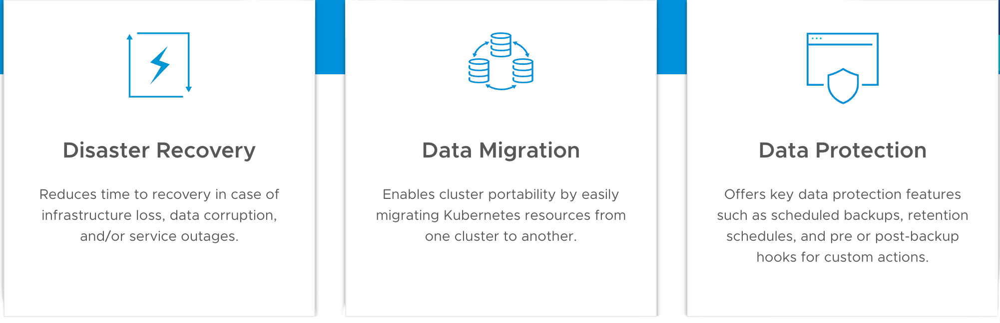 Disaster Recovery
Reduces time to recovery in case of
infrastructure loss, data corruption,
and/or service outages.
Data Migration
Enables cluster portability by easily
migrating Kubernetes resources from
one cluster to another.
Data Protection
Offers key data protection features
such as scheduled backups, retention
schedules, and pre or post-backup
hooks for custom actions.